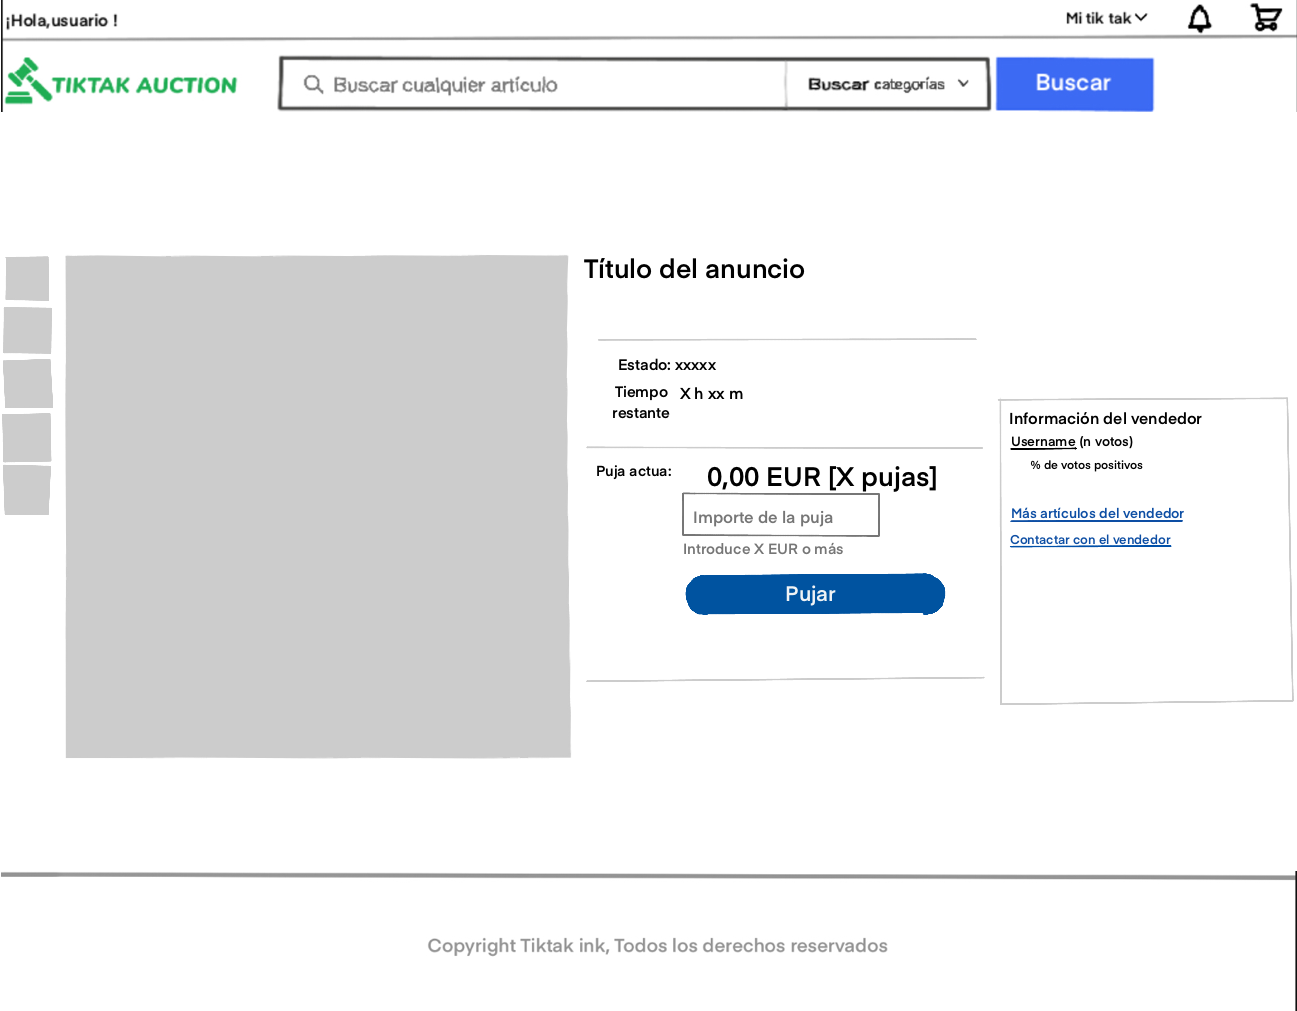 ¡Hola,usuario !
Mi tik tak
TIKTAK AUCTION
Buscar cualquier artículo
Buscar categorías
Buscar
Título del anuncio
Estado: xxxxx
Tiempo restante
X h xx m
Puja actua:
0,00 EUR [X pujas]
Importe de la puja
Introduce X EUR o más
Pujar
Información del vendedor
Username (n votos)
% de votos positivos
Más artículos del vendedor
Contactar con el vendedor
Copyright Tiktak ink, Todos los derechos reservados